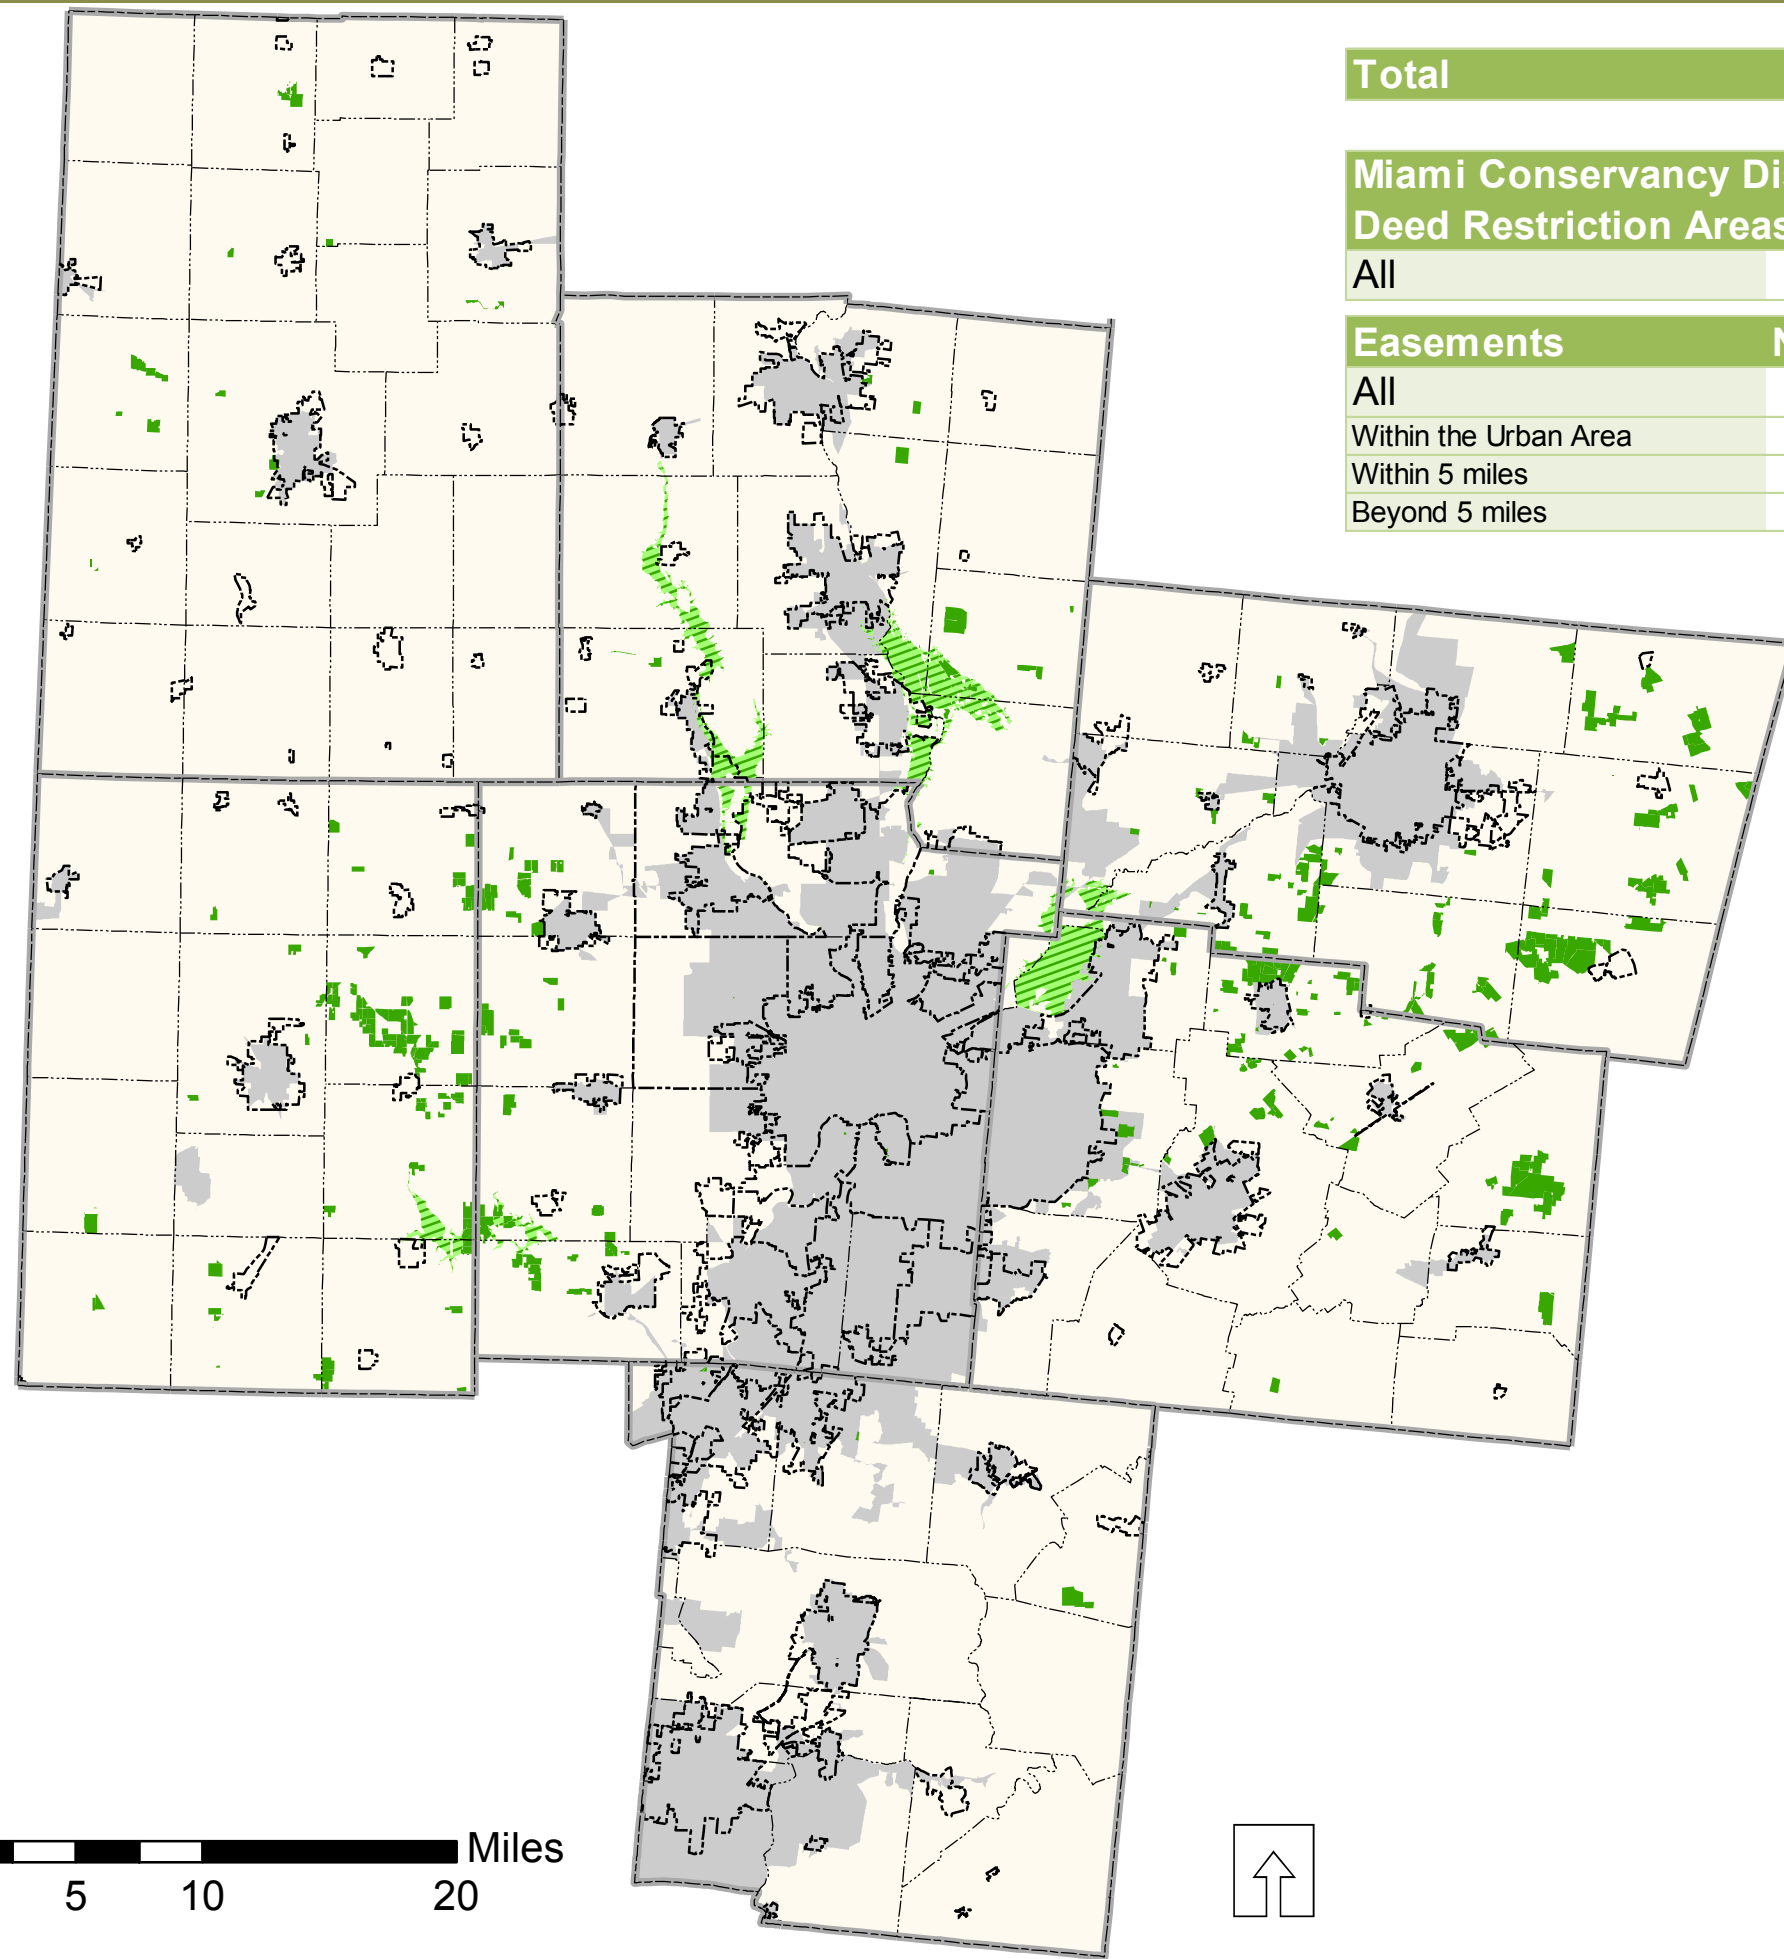 Total
Miami Conservancy Di
Deed Restriction Areas
All
Easements N
All
Within the Urban Area
Within 5 miles
Beyond 5 miles
Miles
5 10 20